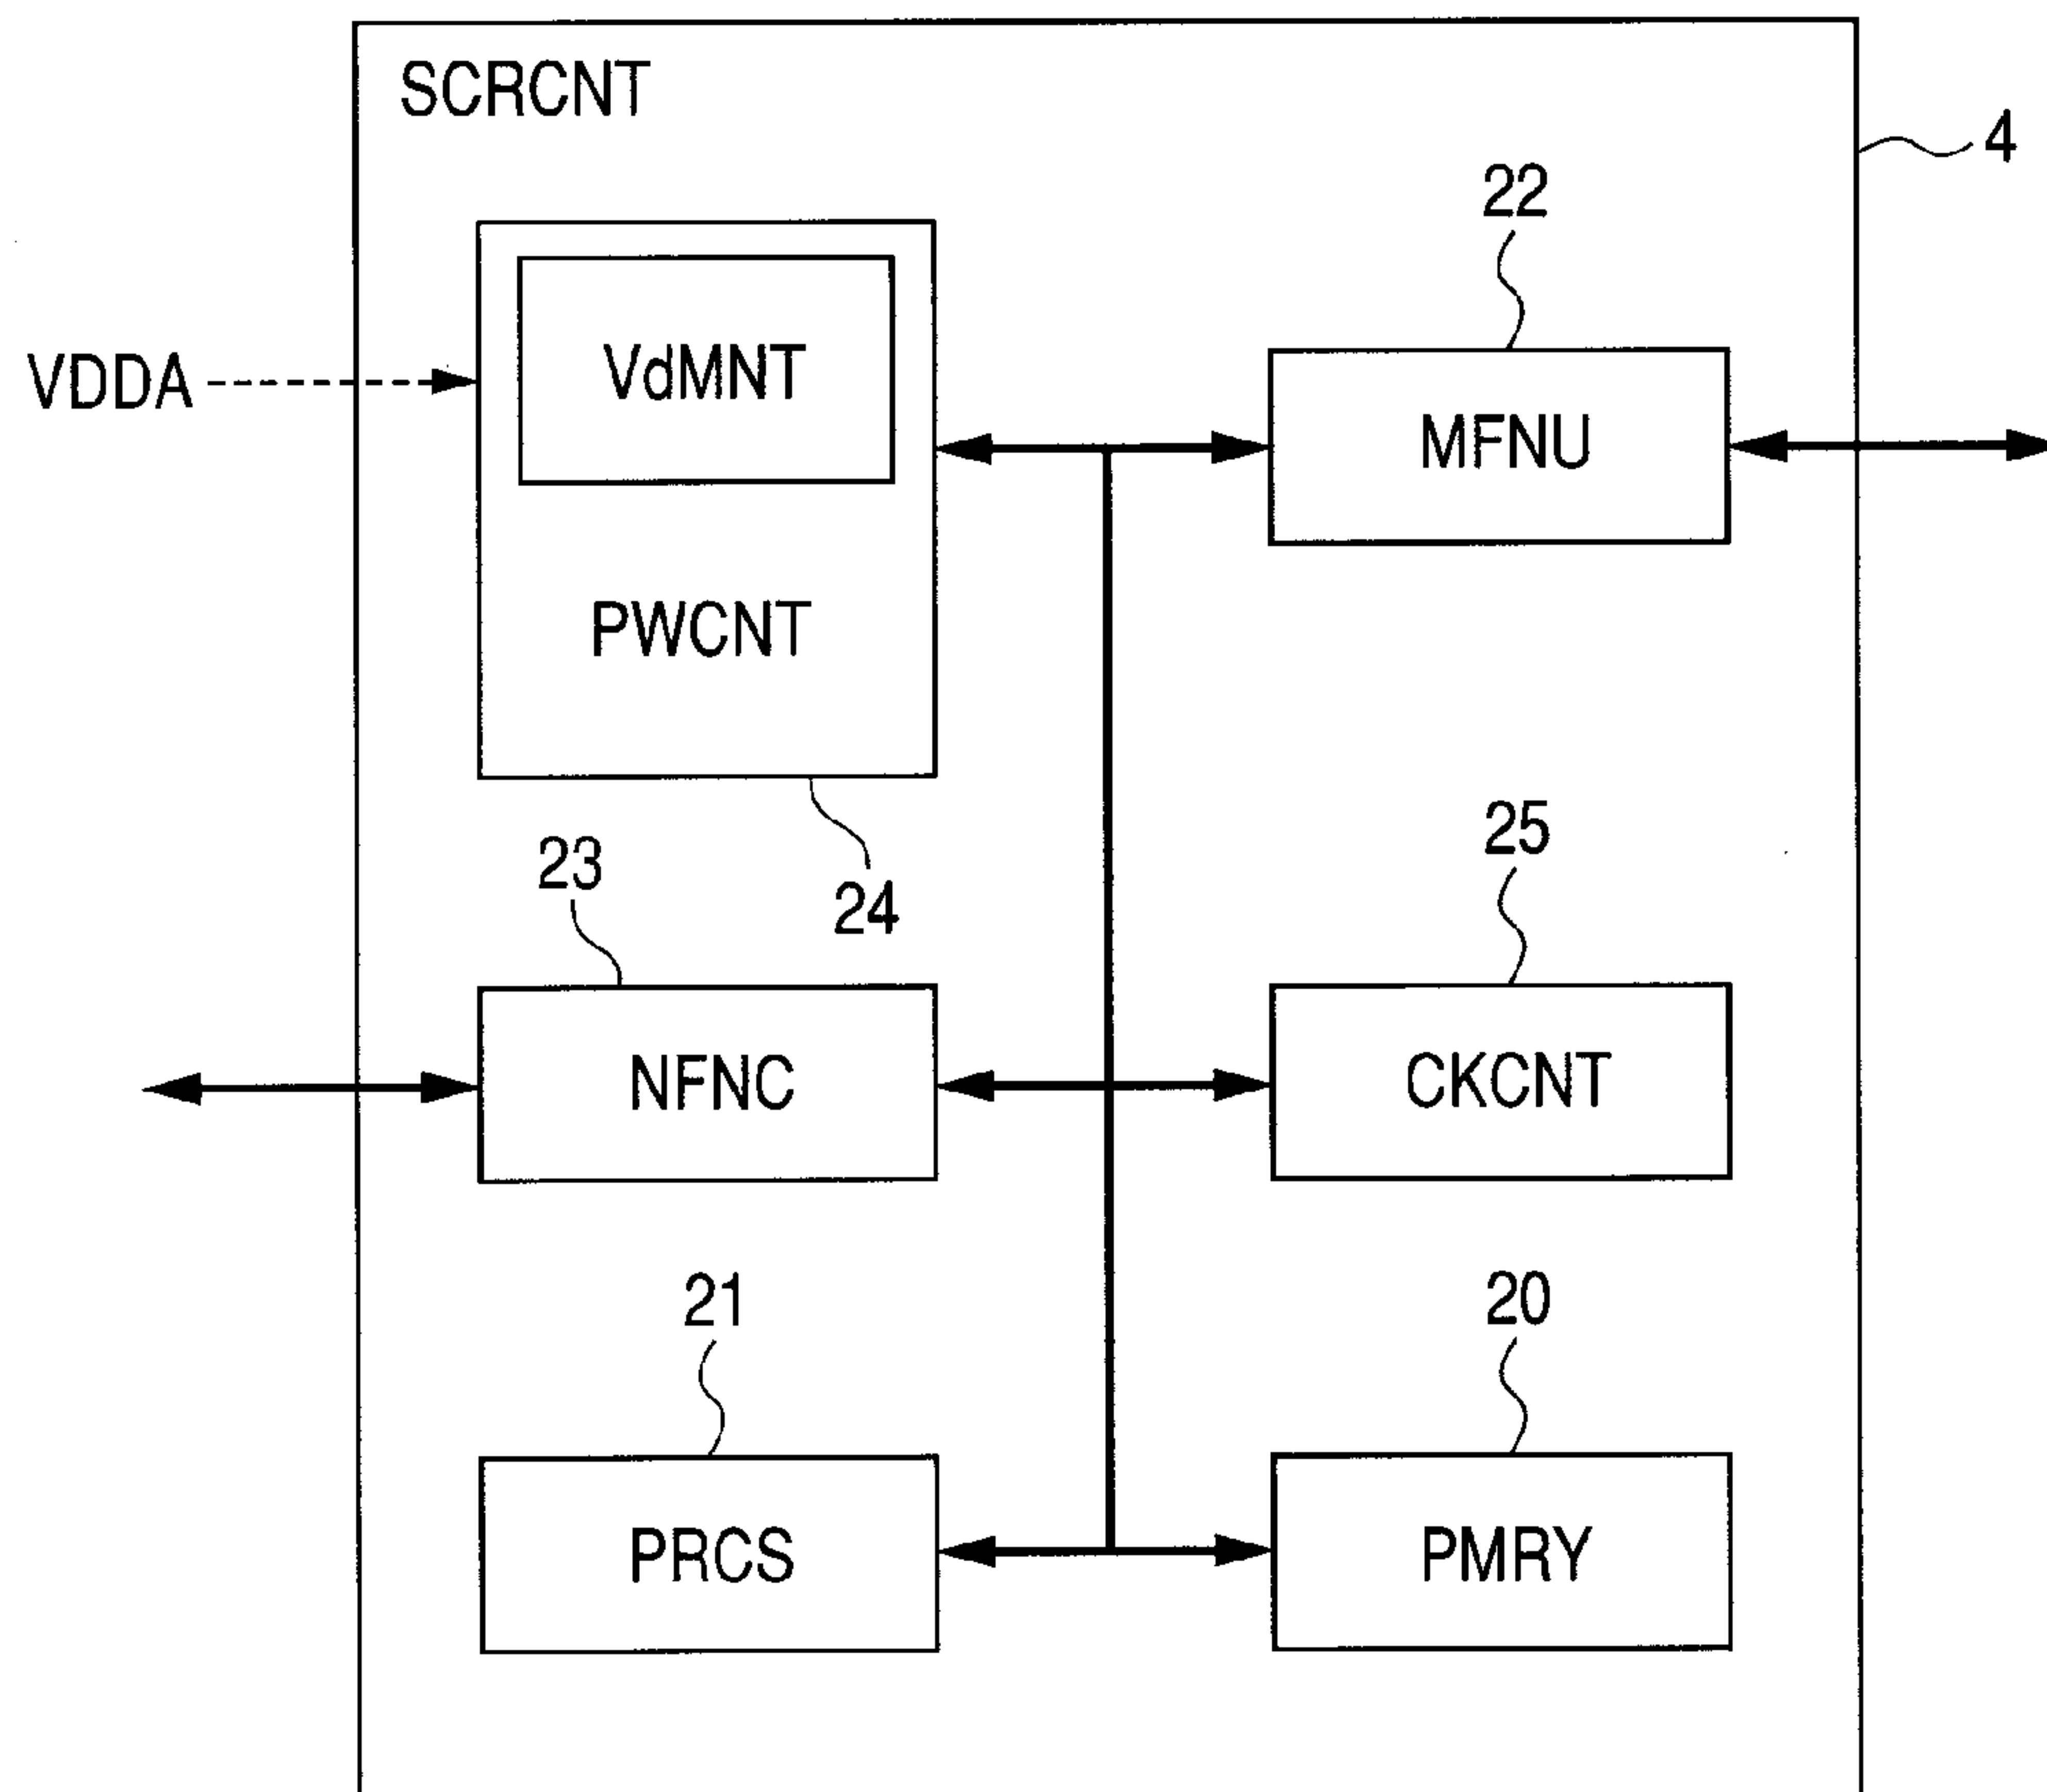 SCRCNT
4
22
VdMNT
VDDA
MFNU
PWCNT
25
23
24
NFNC
CKCNT
21
20
PRCS
PMRY